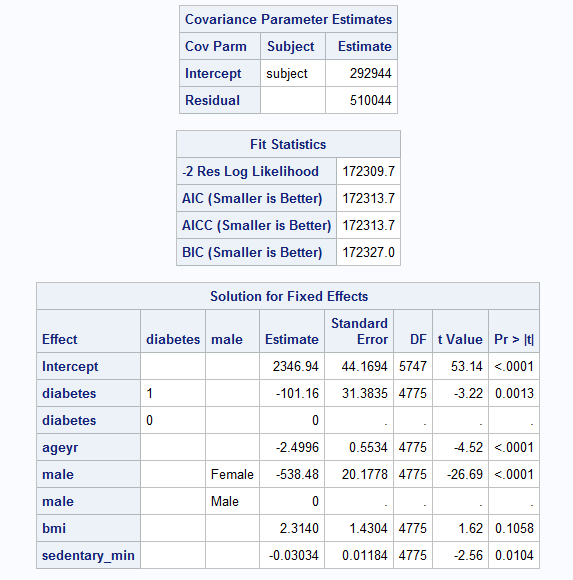 Covariance Parameter Estimates
Cov Parm Subject Estimate
Intercept subject 292944
Residual 510044
Fit Statistics
-2 Res Log Likelihood 172309.7
AIC (Smaller is Better) 172313.7
AICC (Smaller is Better) 172313.7
BIC (Smaller is Better) 172327.0
Solution for Fixed Effects
Effect diabetes male Estimate Standard Error DF t Value Pr > |t|
Intercept 2346.94 44.1694 5747 53.14 <.0001
diabetes 1 -101.16 31.3835 4775 -3.22 0.0013
diabetes 0 0 . . . .
ageyr -2.4996 0.5534 4775 -4.52 <.0001
male Female -538.48 20.1778 4775 -26.69 <.0001
male Male 0 . . . .
bmi 2.3140 1.4304 4775 1.62 0.1058
sedentary_min -0.03034 0.01184 4775 -2.56 0.0104